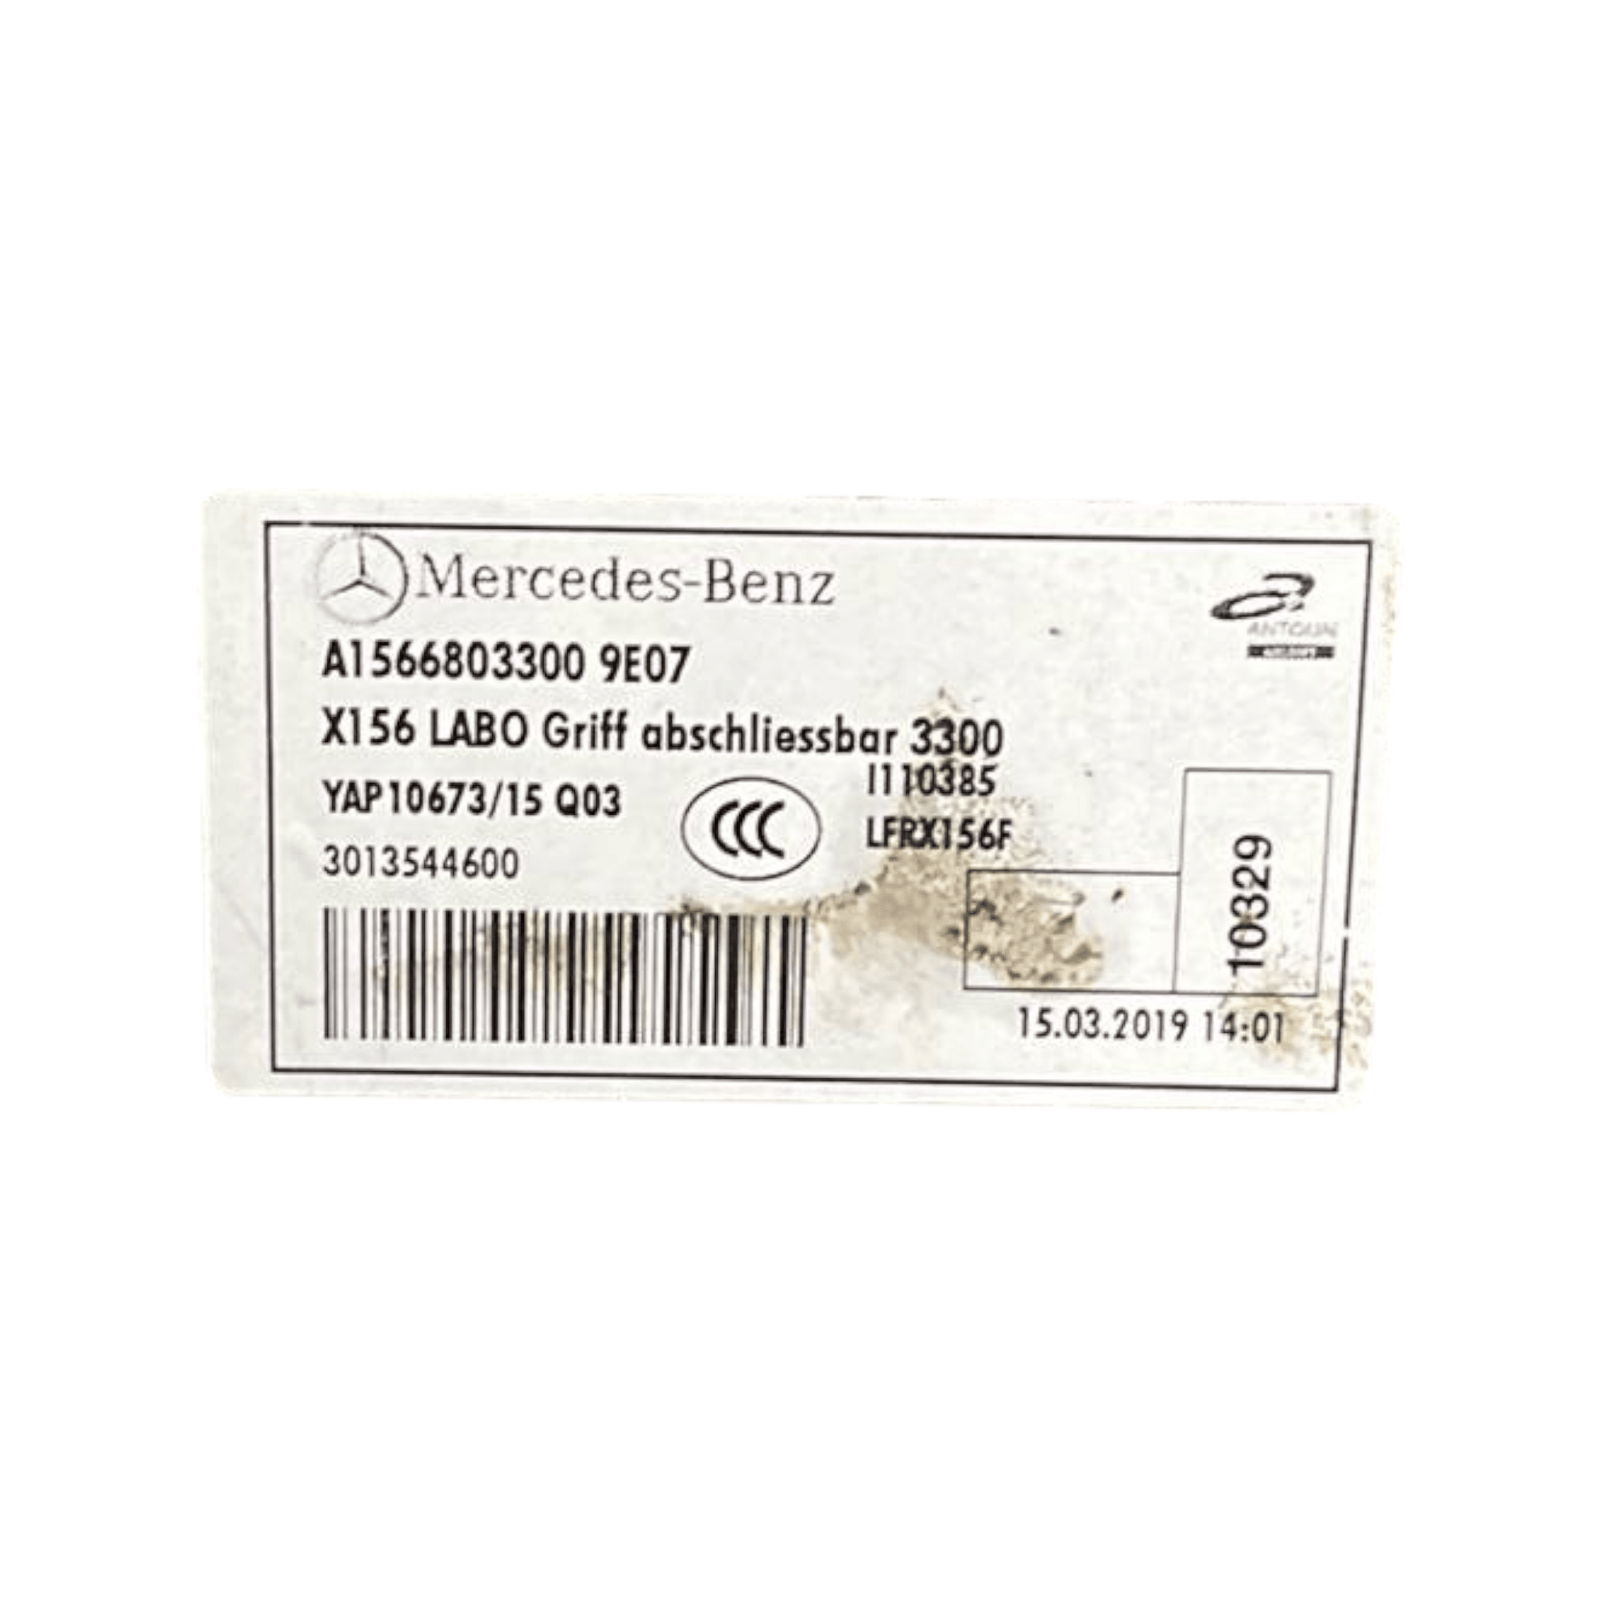 Mercedes-Benz
ANTOLIN
A1566803300 9E07
X156 LABO Griff abschliessbar 3300
I110385
YAP10673/15 Q03
CCC
LFRX156F
3013544600
10329
15.03.2019 14:01